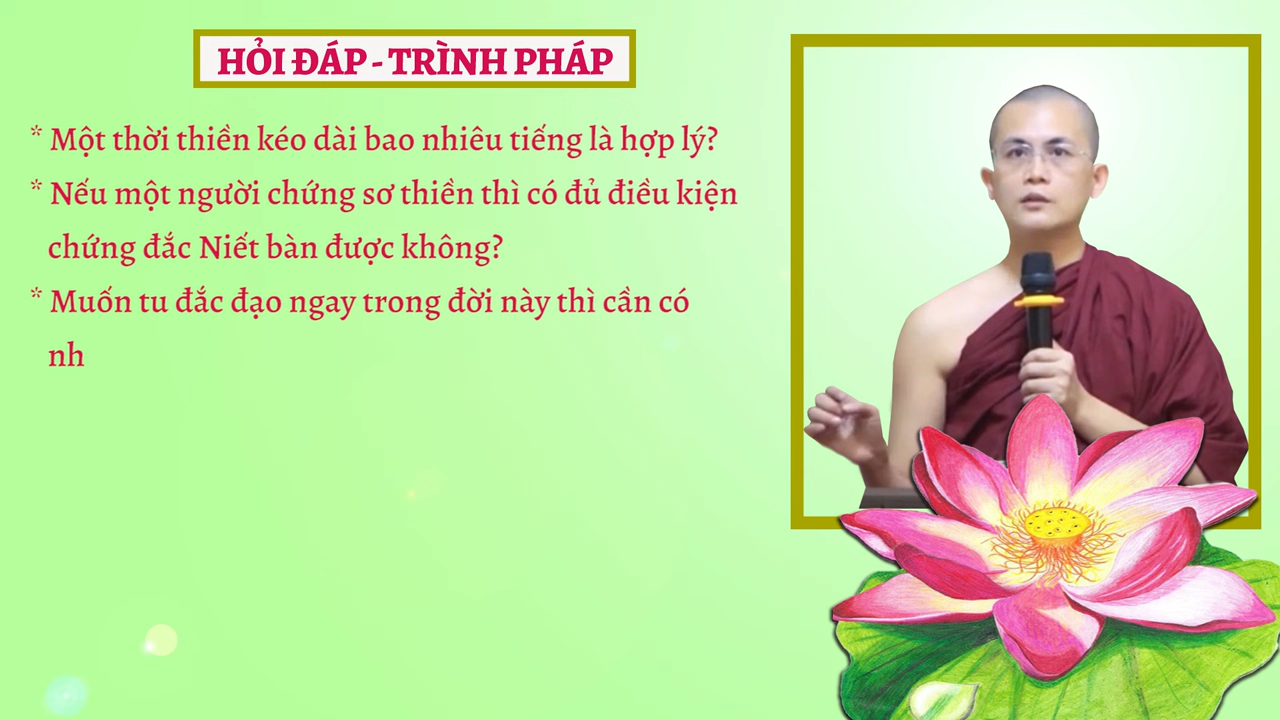 HỎI ĐÁP - TRÌNH PHÁP
* Một thời thiền kéo dài bao nhiêu tiếng là hợp lý?
* Nếu một người chứng sơ thiền thì có đủ điều kiện
chứng đắc Niết bàn được không?
* Muốn tu đắc đạo ngay trong đời này thì cần có
nh